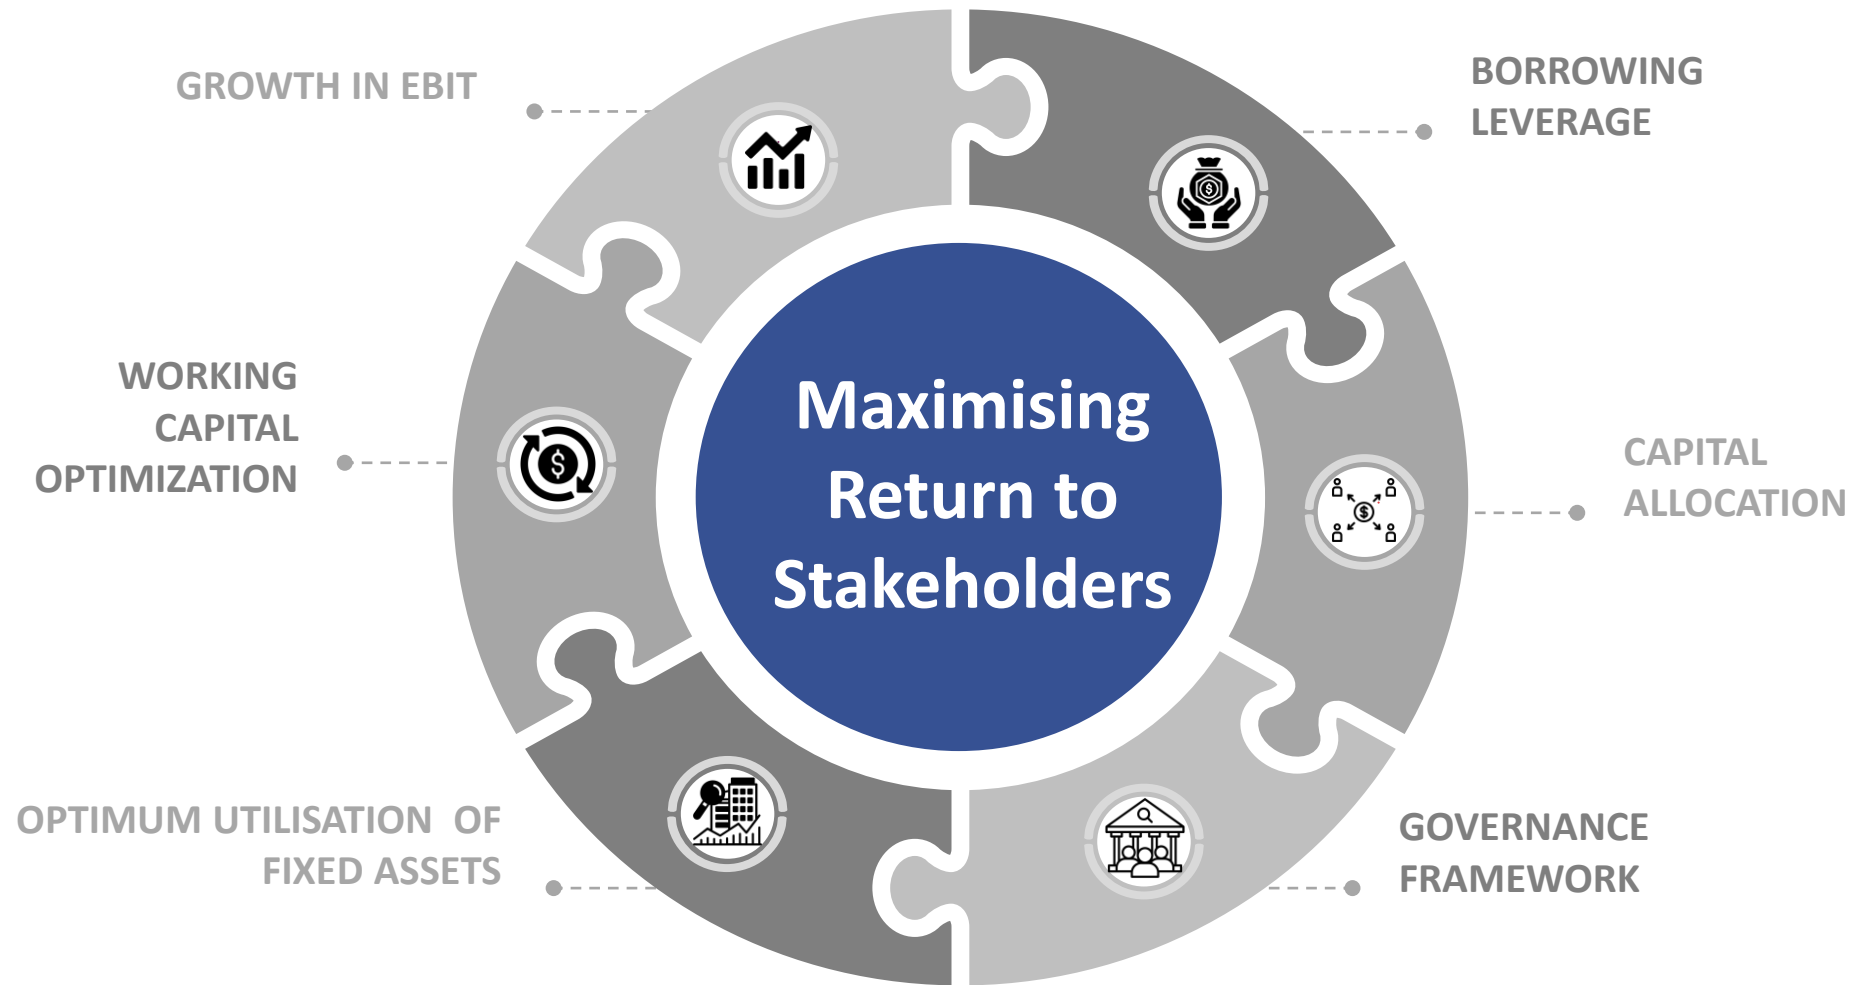 GROWTH IN EBIT
BORROWING
LEVERAGE
WORKING
CAPITAL
OPTIMIZATION
Maximising
Return to
Stakeholders
CAPITAL
ALLOCATION
OPTIMUM UTILISATION  OF
FIXED ASSETS
GOVERNANCE
FRAMEWORK